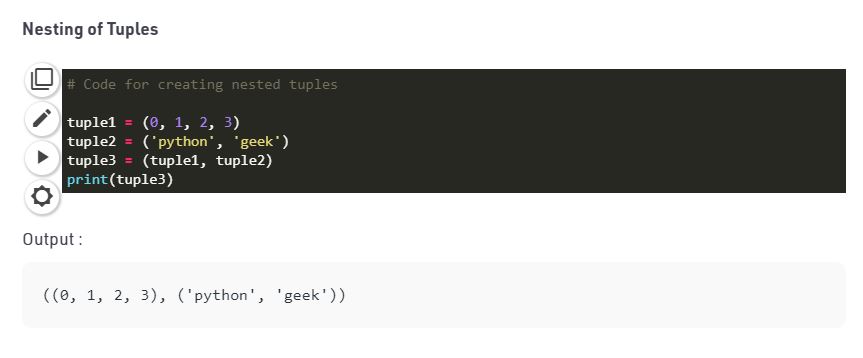 Nesting of Tuples
# Code for creating nested tuples
tuple1 = (0, 1, 2, 3)
tuple2 = ('python', 'geek')
tuple3 = (tuple1, tuple2)
print(tuple3)
Output :
((0, 1, 2, 3), ('python', 'geek'))